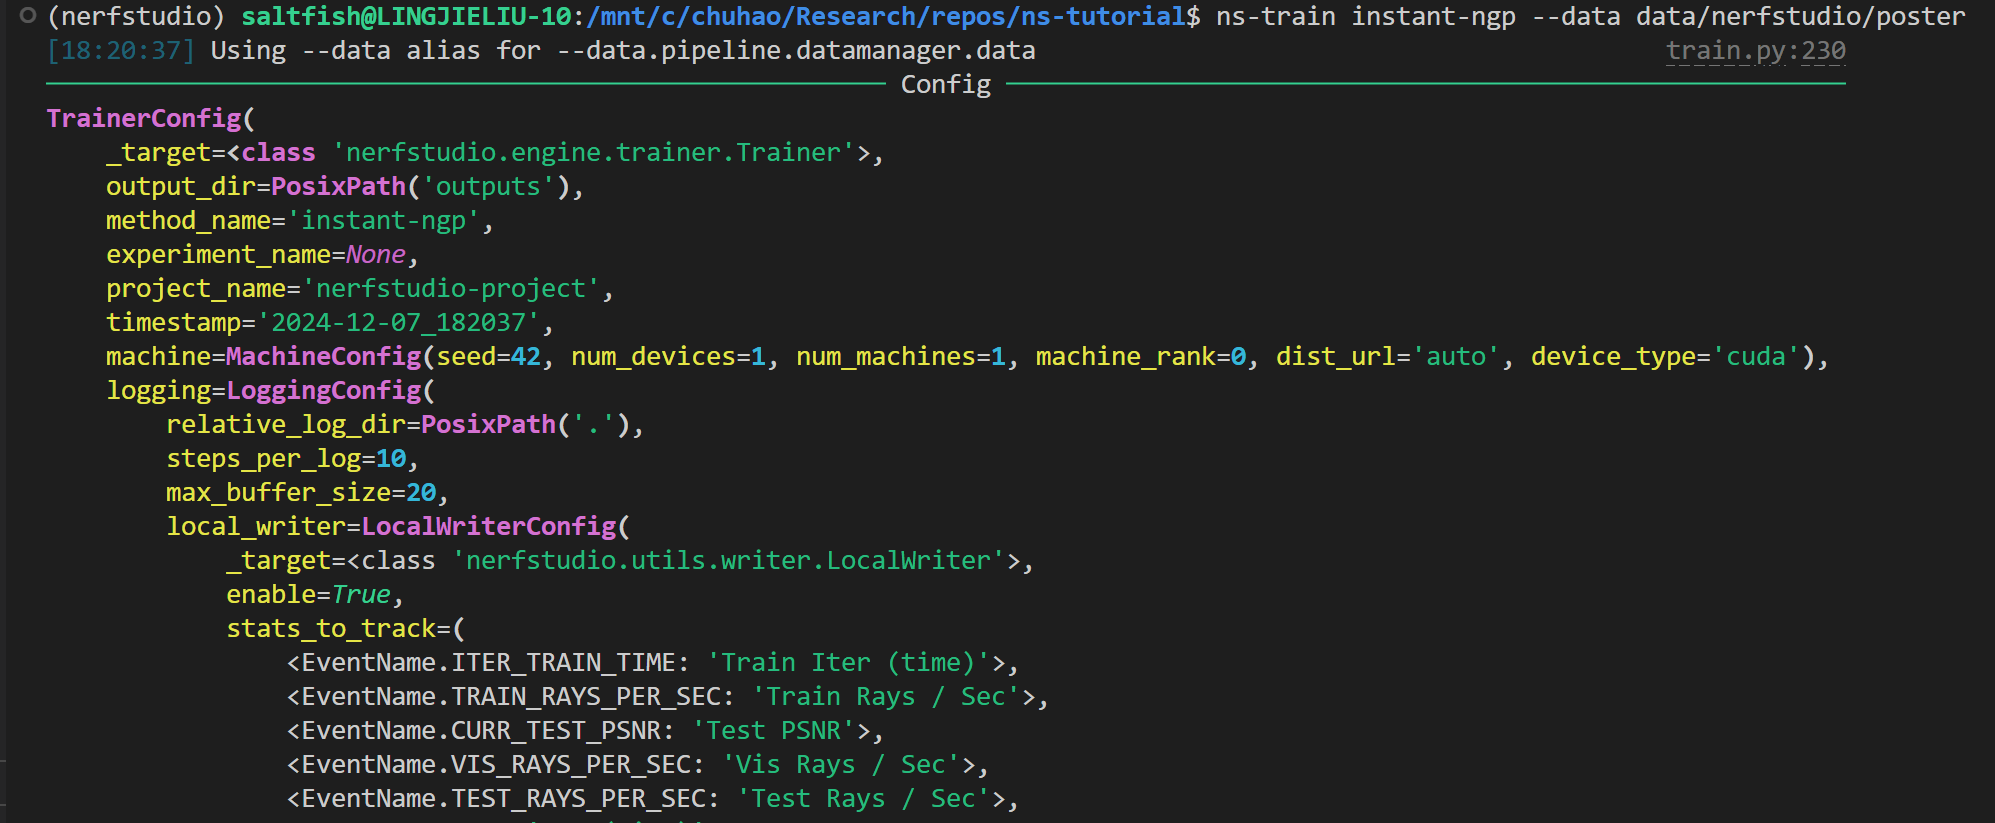 (nerfstudio) saltfish@LINGJIELIU-10:/mnt/c/chuhao/Research/repos/ns-tutorial$ ns-train instant-ngp --data data/nerfstudio/poster
[18:20:37] Using --data alias for --data.pipeline.datamanager.data train.py:230
Config
TrainerConfig(
    _target=<class 'nerfstudio.engine.trainer.Trainer'>,
    output_dir=PosixPath('outputs'),
    method_name='instant-ngp',
    experiment_name=None,
    project_name='nerfstudio-project',
    timestamp='2024-12-07_182037',
    machine=MachineConfig(seed=42, num_devices=1, num_machines=1, machine_rank=0, dist_url='auto', device_type='cuda'),
    logging=LoggingConfig(
        relative_log_dir=PosixPath('.'),
        steps_per_log=10,
        max_buffer_size=20,
        local_writer=LocalWriterConfig(
            _target=<class 'nerfstudio.utils.writer.LocalWriter'>,
            enable=True,
            stats_to_track=(
                <EventName.ITER_TRAIN_TIME: 'Train Iter (time)'>,
                <EventName.TRAIN_RAYS_PER_SEC: 'Train Rays / Sec'>,
                <EventName.CURR_TEST_PSNR: 'Test PSNR'>,
                <EventName.VIS_RAYS_PER_SEC: 'Vis Rays / Sec'>,
                <EventName.TEST_RAYS_PER_SEC: 'Test Rays / Sec'>,